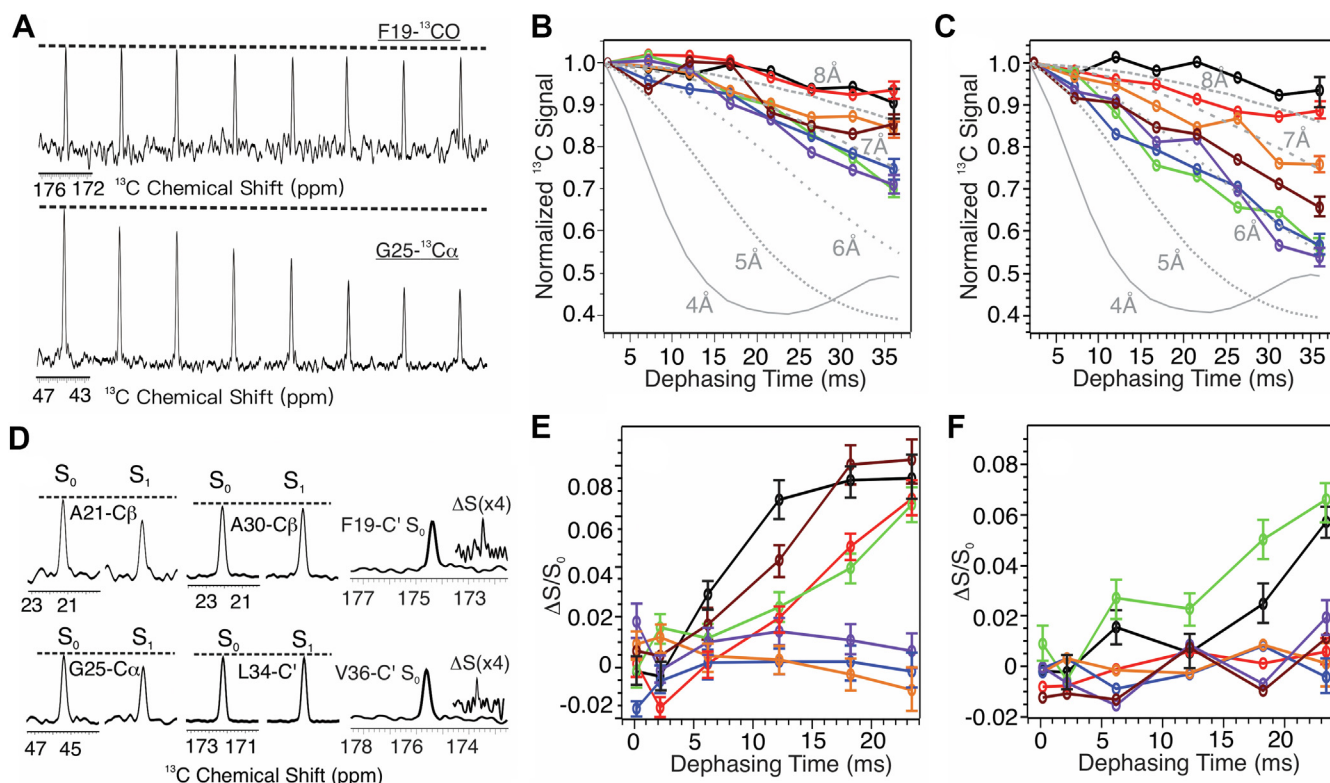 A
F19-¹³CO
176 172 ¹³C Chemical Shift (ppm)
G25-¹³Cα
47 43 ¹³C Chemical Shift (ppm)
B
Normalized ¹³C Signal
1.0
0.9
0.8
0.7
0.6
0.5
0.4
8Å
7Å
6Å
5Å
4Å
5 10 15 20 25 30 35
Dephasing Time (ms)
C
Normalized ¹³C Signal
1.0
0.9
0.8
0.7
0.6
0.5
0.4
8Å
7Å
6Å
5Å
4Å
5 10 15 20 25 30 35
Dephasing Time (ms)
D
S₀ S₁ S₀ S₁
A21-Cβ A30-Cβ F19-C' S₀ ΔS(x4)
23 21 23 21 177 175 173
S₀ S₁ S₀ S₁
G25-Cα L34-C' V36-C' S₀ ΔS(x4)
47 45 173 171 178 176 174
¹³C Chemical Shift (ppm)
E
ΔS/S₀
0.08
0.06
0.04
0.02
0
-0.02
0 5 10 15 20
Dephasing Time (ms)
F
ΔS/S₀
0.08
0.06
0.04
0.02
0
-0.02
0 5 10 15 20
Dephasing Time (ms)